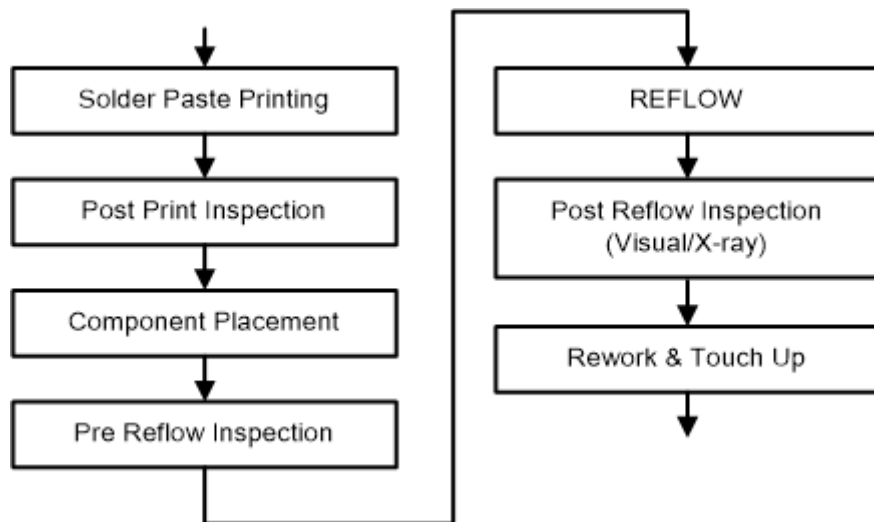 Solder Paste Printing
Post Print Inspection
Component Placement
Pre Reflow Inspection
REFLOW
Post Reflow Inspection
(Visual/X-ray)
Rework & Touch Up